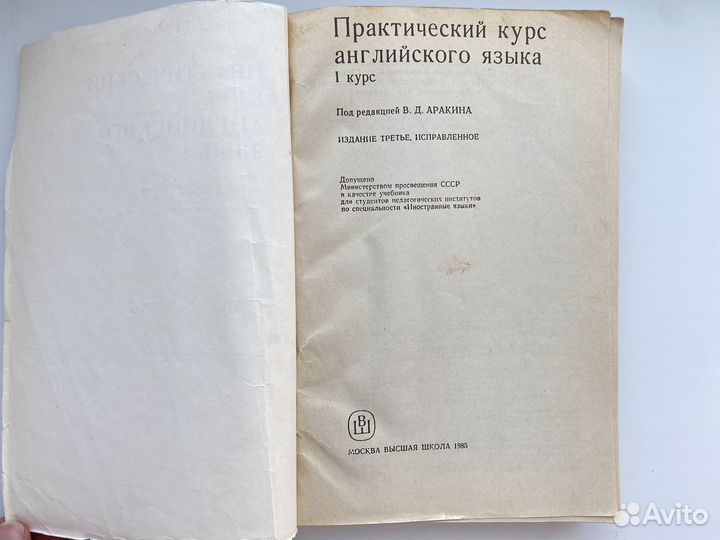 Практический курс
английского языка
I курс
Под редакцией В. Д. АРАКИНА
ИЗДАНИЕ ТРЕТЬЕ, ИСПРАВЛЕННОЕ
Допущено
Министерством просвещения СССР
в качестве учебника
для студентов педагогических институтов
по специальности «Иностранные языки»
ВШ
МОСКВА ВЫСШАЯ ШКОЛА 1985
Avito